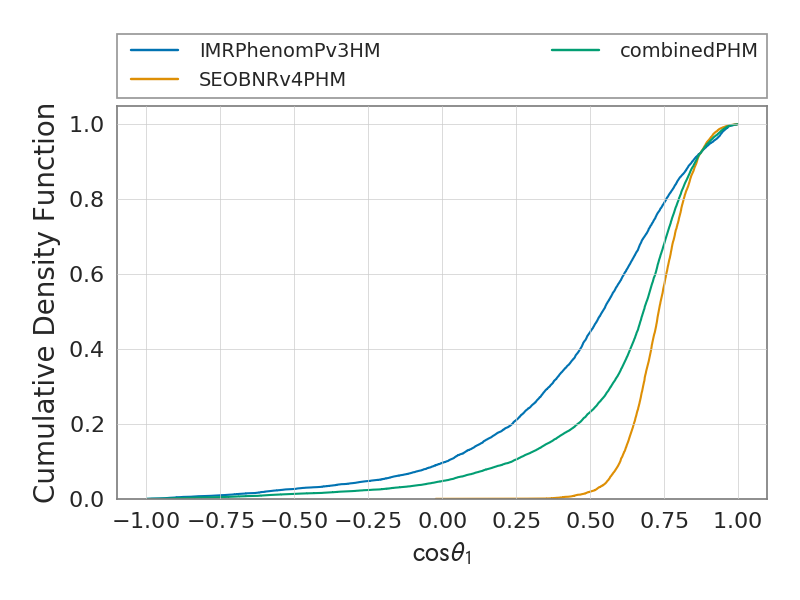 IMRPhenomPv3HM
SEOBNRv4PHM
combinedPHM
Cumulative Density Function
1.0
0.8
0.6
0.4
0.2
0.0
−1.00 −0.75 −0.50 −0.25 0.00 0.25 0.50 0.75 1.00
cosθ₁